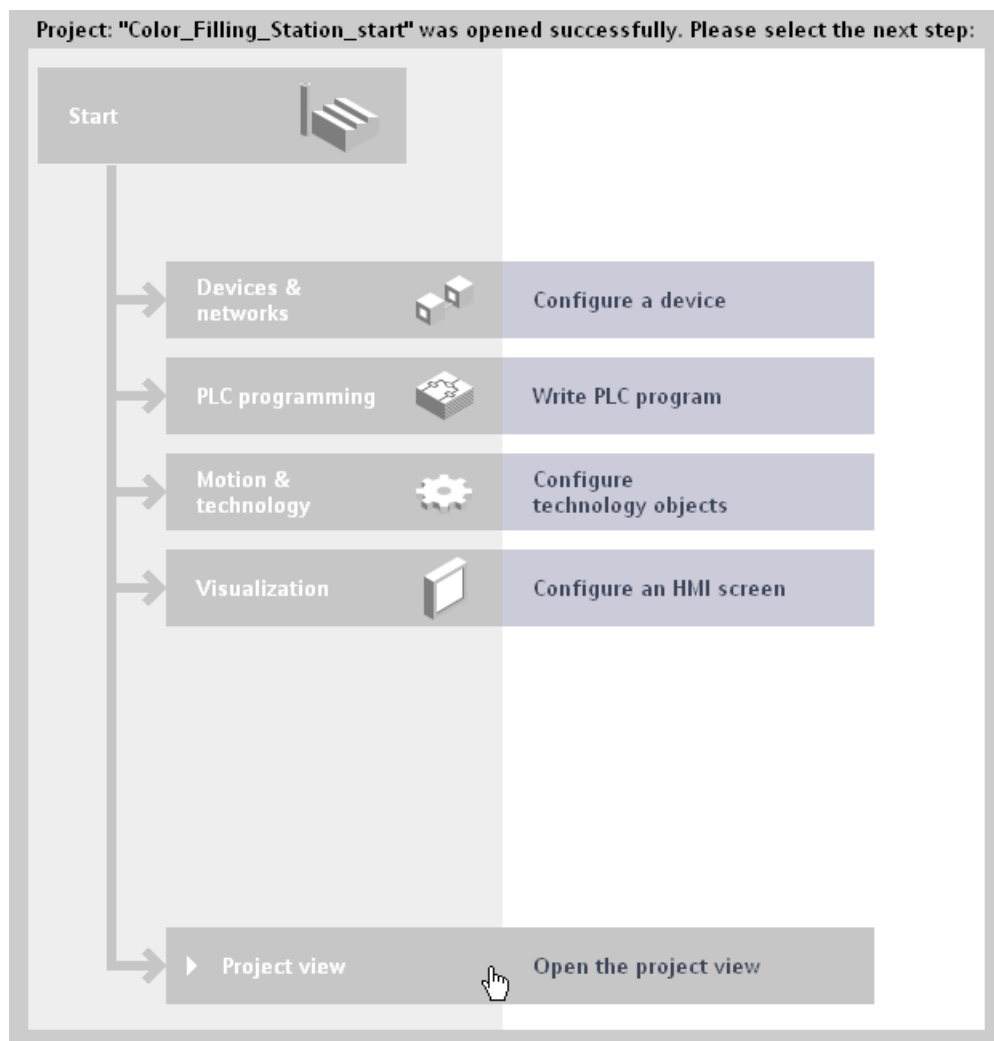 Project: "Color_Filling_Station_start" was opened successfully. Please select the next step:
Start
Devices &
networks
Configure a device
PLC programming
Write PLC program
Motion &
technology
Configure
technology objects
Visualization
Configure an HMI screen
Project view
Open the project view